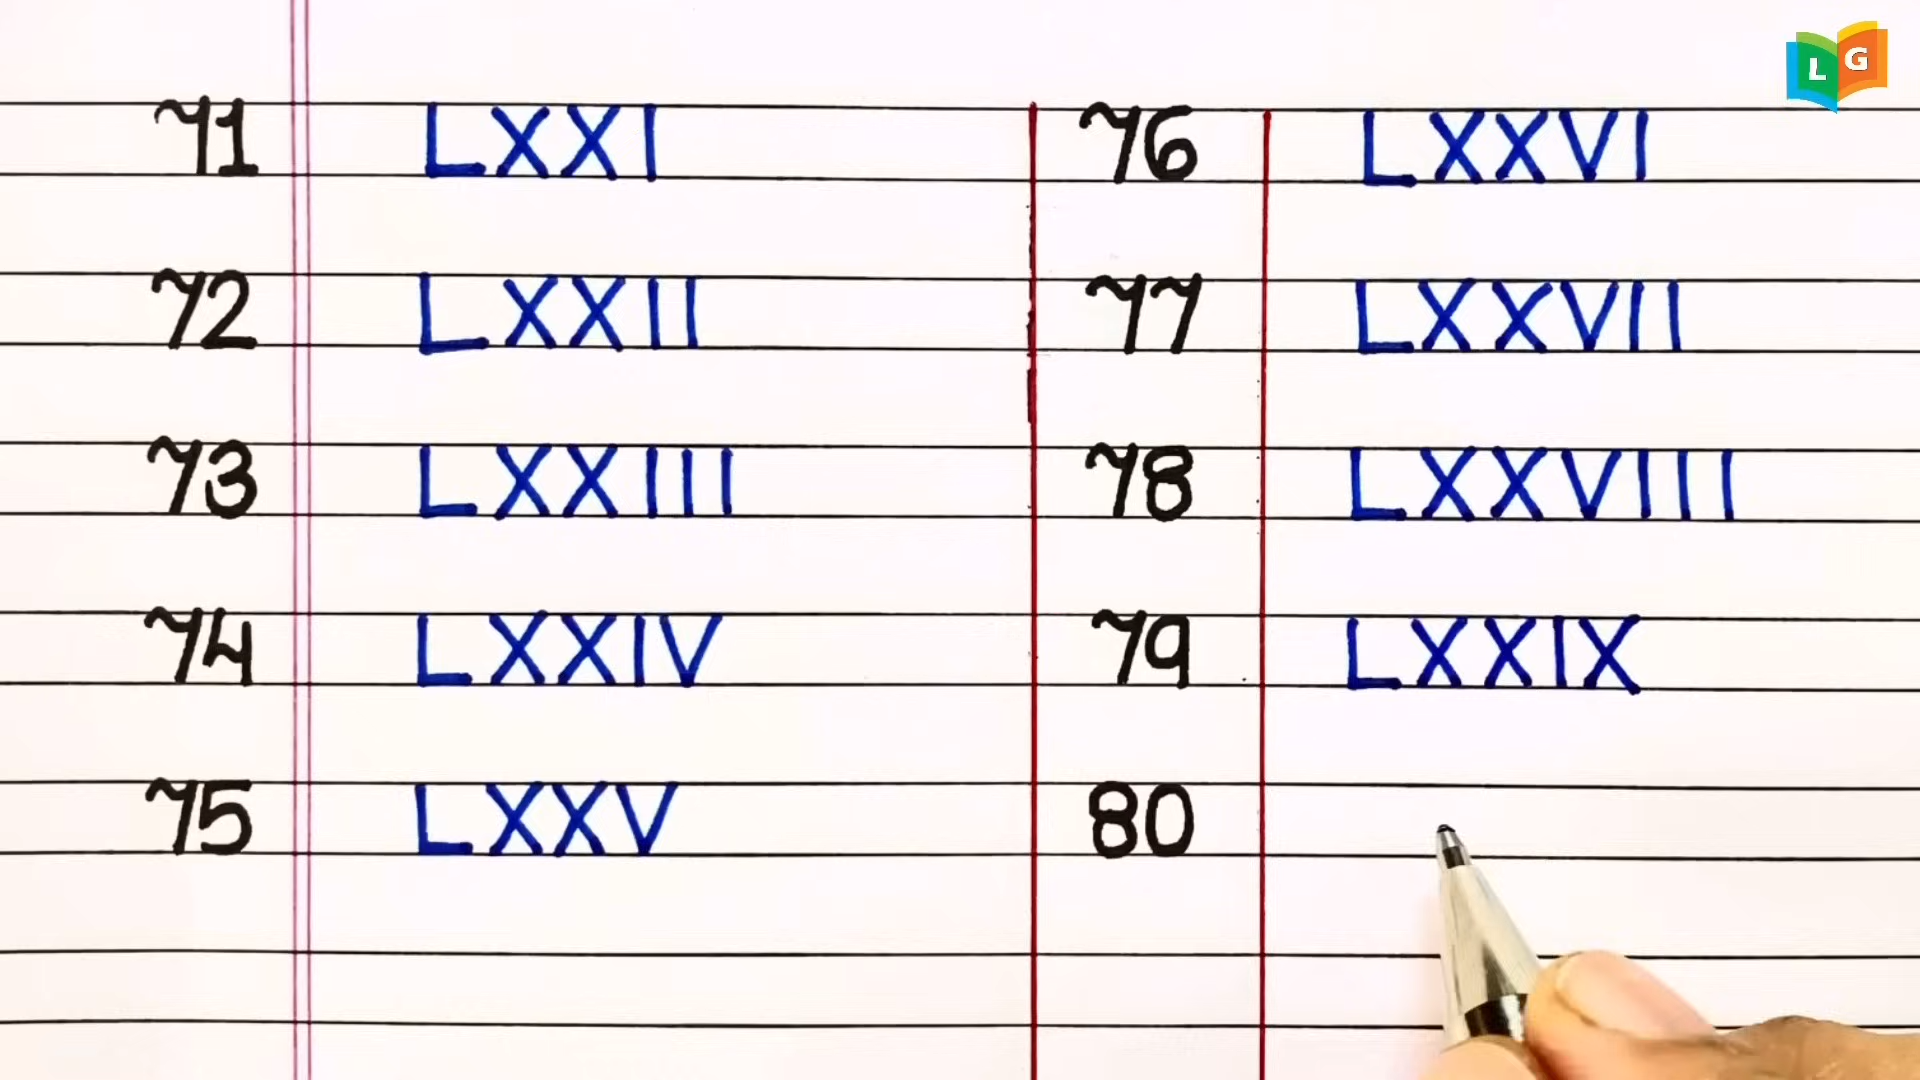 L G
71 LXXI 76 LXXVI
72 LXXII 77 LXXVII
73 LXXIII 78 LXXVIII
74 LXXIV 79 LXXIX
75 LXXV 80